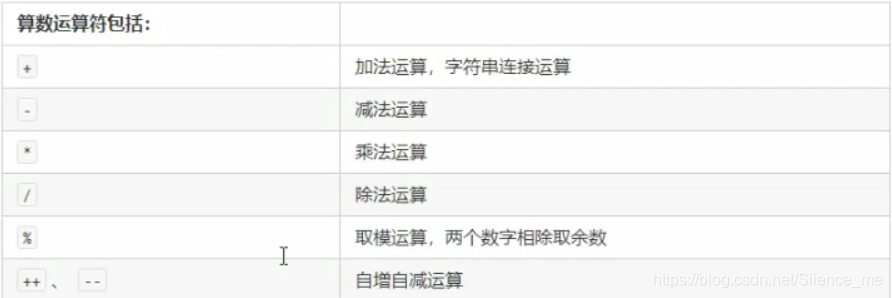 算数运算符包括：
+ 加法运算，字符串连接运算
- 减法运算
* 乘法运算
/ 除法运算
% 取模运算，两个数字相除取余数
++ 、 -- 自增自减运算
https://blog.csdn.net/Slience_me